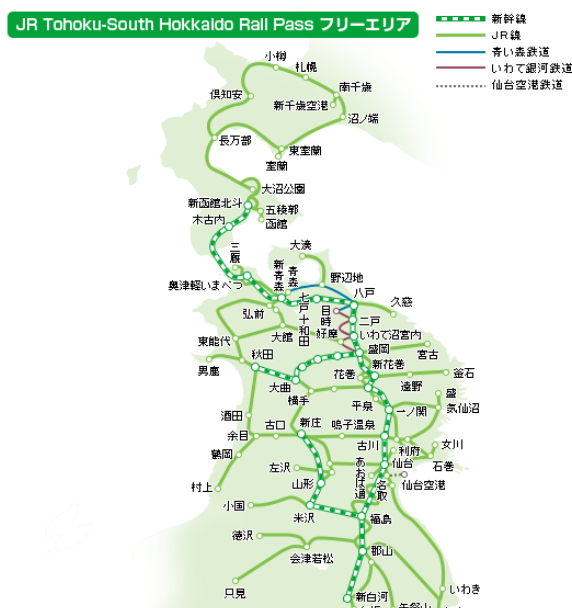 JR Tohoku-South Hokkaido Rail Pass フリーエリア
新幹線
JR線
青い森鉄道
いわて銀河鉄道
仙台空港鉄道
小樽
札幌
南千歳
倶知安
新千歳空港
沼ノ端
長万部
東室蘭
室蘭
大沼公園
新函館北斗
五稜郭
木古内
函館
大湊
三厩
新青森
青森
野辺地
奥津軽いまべつ
八戸
七戸十和田
久慈
弘前
目時
二戸
好摩
いわて沼宮内
大館
東能代
秋田
盛岡
宮古
男鹿
新花巻
花巻
釜石
大曲
遠野
横手
盛
平泉
一ノ関
気仙沼
酒田
古口
新庄
鳴子温泉
余目
古川
女川
利府
鶴岡
左沢
あおば通
仙台
石巻
村上
山形
名取
仙台空港
小国
米沢
福島
徳沢
会津若松
郡山
只見
いわき
新白河